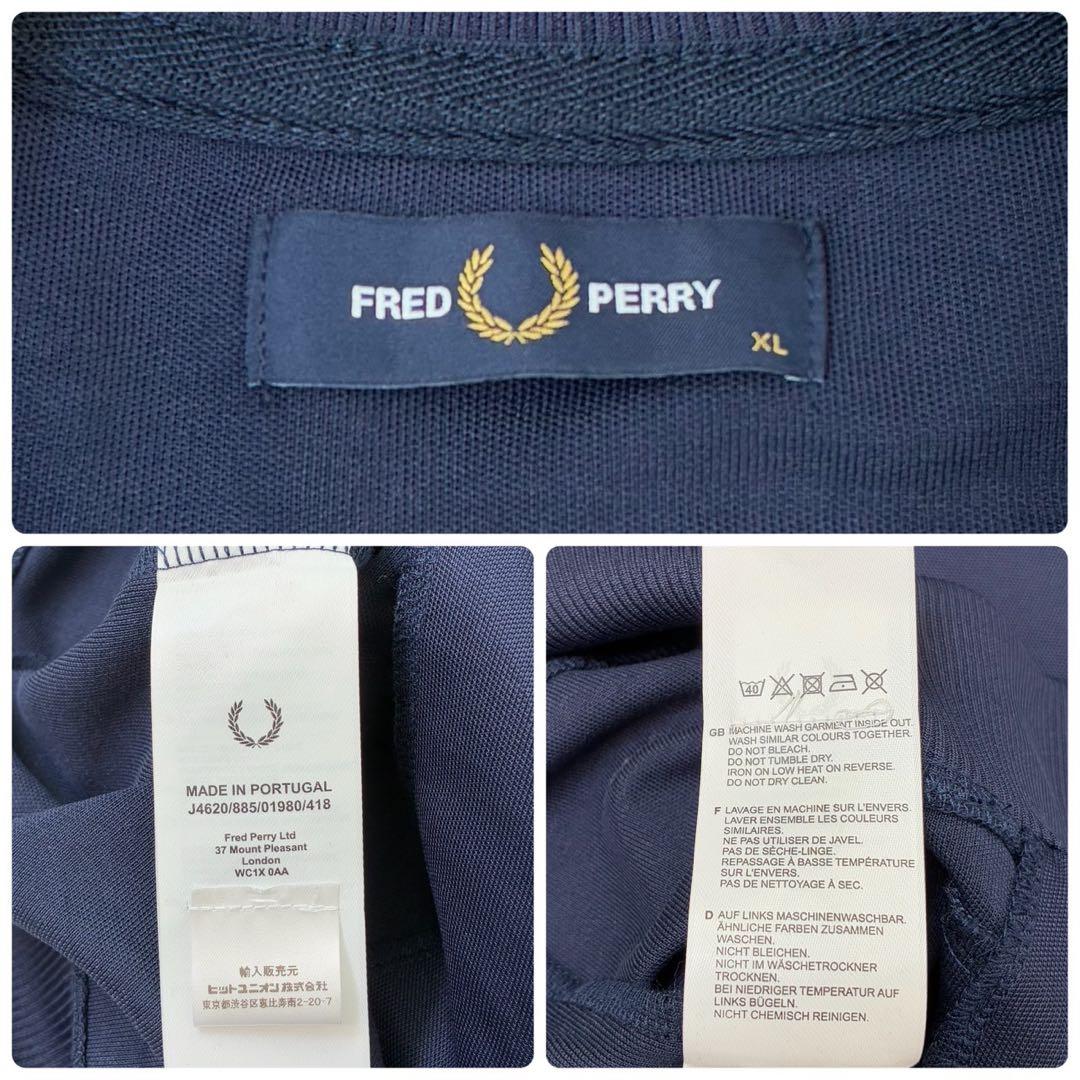 FRED PERRY
XL
MADE IN PORTUGAL
J4620/885/01980/418
Fred Perry Ltd
37 Mount Pleasant
London
WC1X 0AA
輸入販売元
ヒットユニオン株式会社
東京都渋谷区恵比寿南2-20-7
40
GB MACHINE WASH GARMENT INSIDE OUT.
WASH SIMILAR COLOURS TOGETHER.
DO NOT BLEACH.
DO NOT TUMBLE DRY.
IRON ON LOW HEAT ON REVERSE.
DO NOT DRY CLEAN.
F LAVAGE EN MACHINE SUR L'ENVERS.
LAVER ENSEMBLE LES COULEURS
SIMILAIRES.
NE PAS UTILISER DE JAVEL.
PAS DE SÈCHE-LINGE.
REPASSAGE À BASSE TEMPÉRATURE
SUR L'ENVERS.
PAS DE NETTOYAGE À SEC.
D AUF LINKS MASCHINENWASCHBAR.
ÄHNLICHE FARBEN ZUSAMMEN
WASCHEN.
NICHT BLEICHEN.
NICHT IM WÄSCHETROCKNER
TROCKNEN.
BEI NIEDRIGER TEMPERATUR AUF
LINKS BÜGELN.
NICHT CHEMISCH REINIGEN.